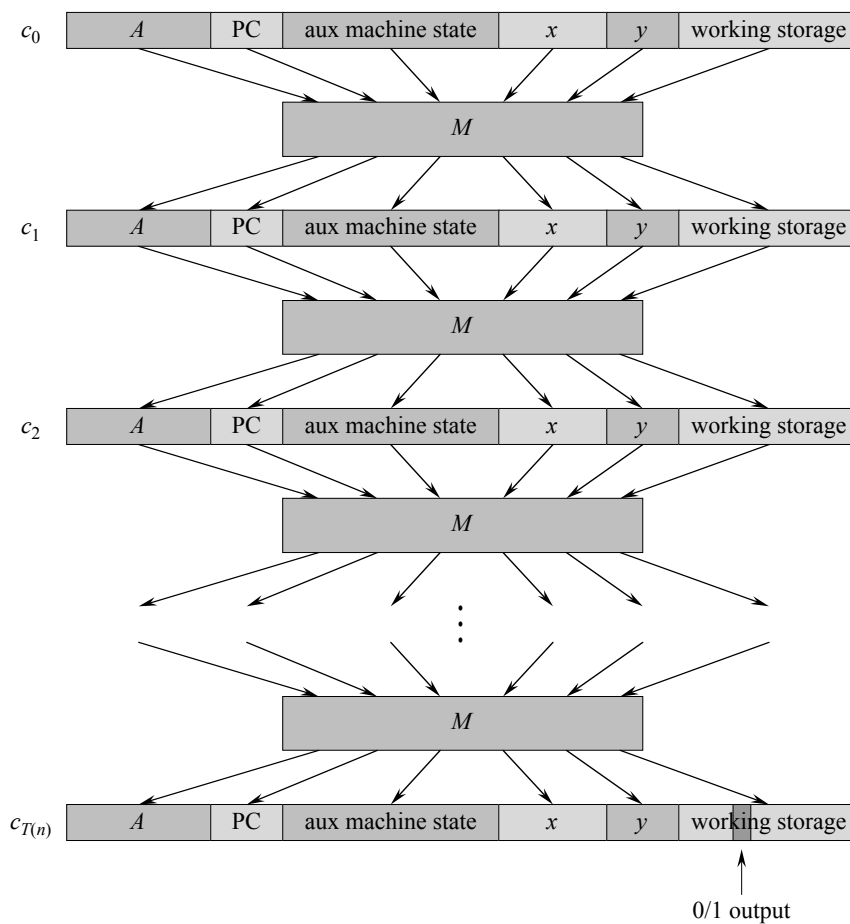 c0 A PC aux machine state x y working storage
M
c1 A PC aux machine state x y working storage
M
c2 A PC aux machine state x y working storage
M
M
cT(n) A PC aux machine state x y working storage
0/1 output